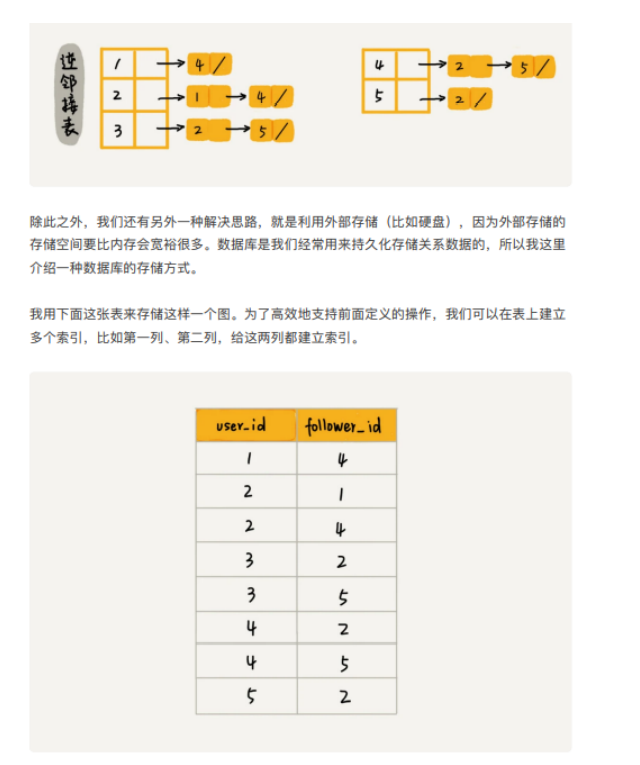 逆邻接表
1 → 4 /
2 → 1 → 4 /
3 → 2 → 5 /
4 → 2 → 5 /
5 → 2 /
除此之外，我们还有另外一种解决思路，就是利用外部存储（比如硬盘），因为外部存储的
存储空间要比内存会宽裕很多。数据库是我们经常用来持久化存储关系数据的，所以我这里
介绍一种数据库的存储方式。
我用下面这张表来存储这样一个图。为了高效地支持前面定义的操作，我们可以在表上建立
多个索引，比如第一列、第二列，给这两列都建立索引。
user_id follower_id
1 4
2 1
2 4
3 2
3 5
4 2
4 5
5 2